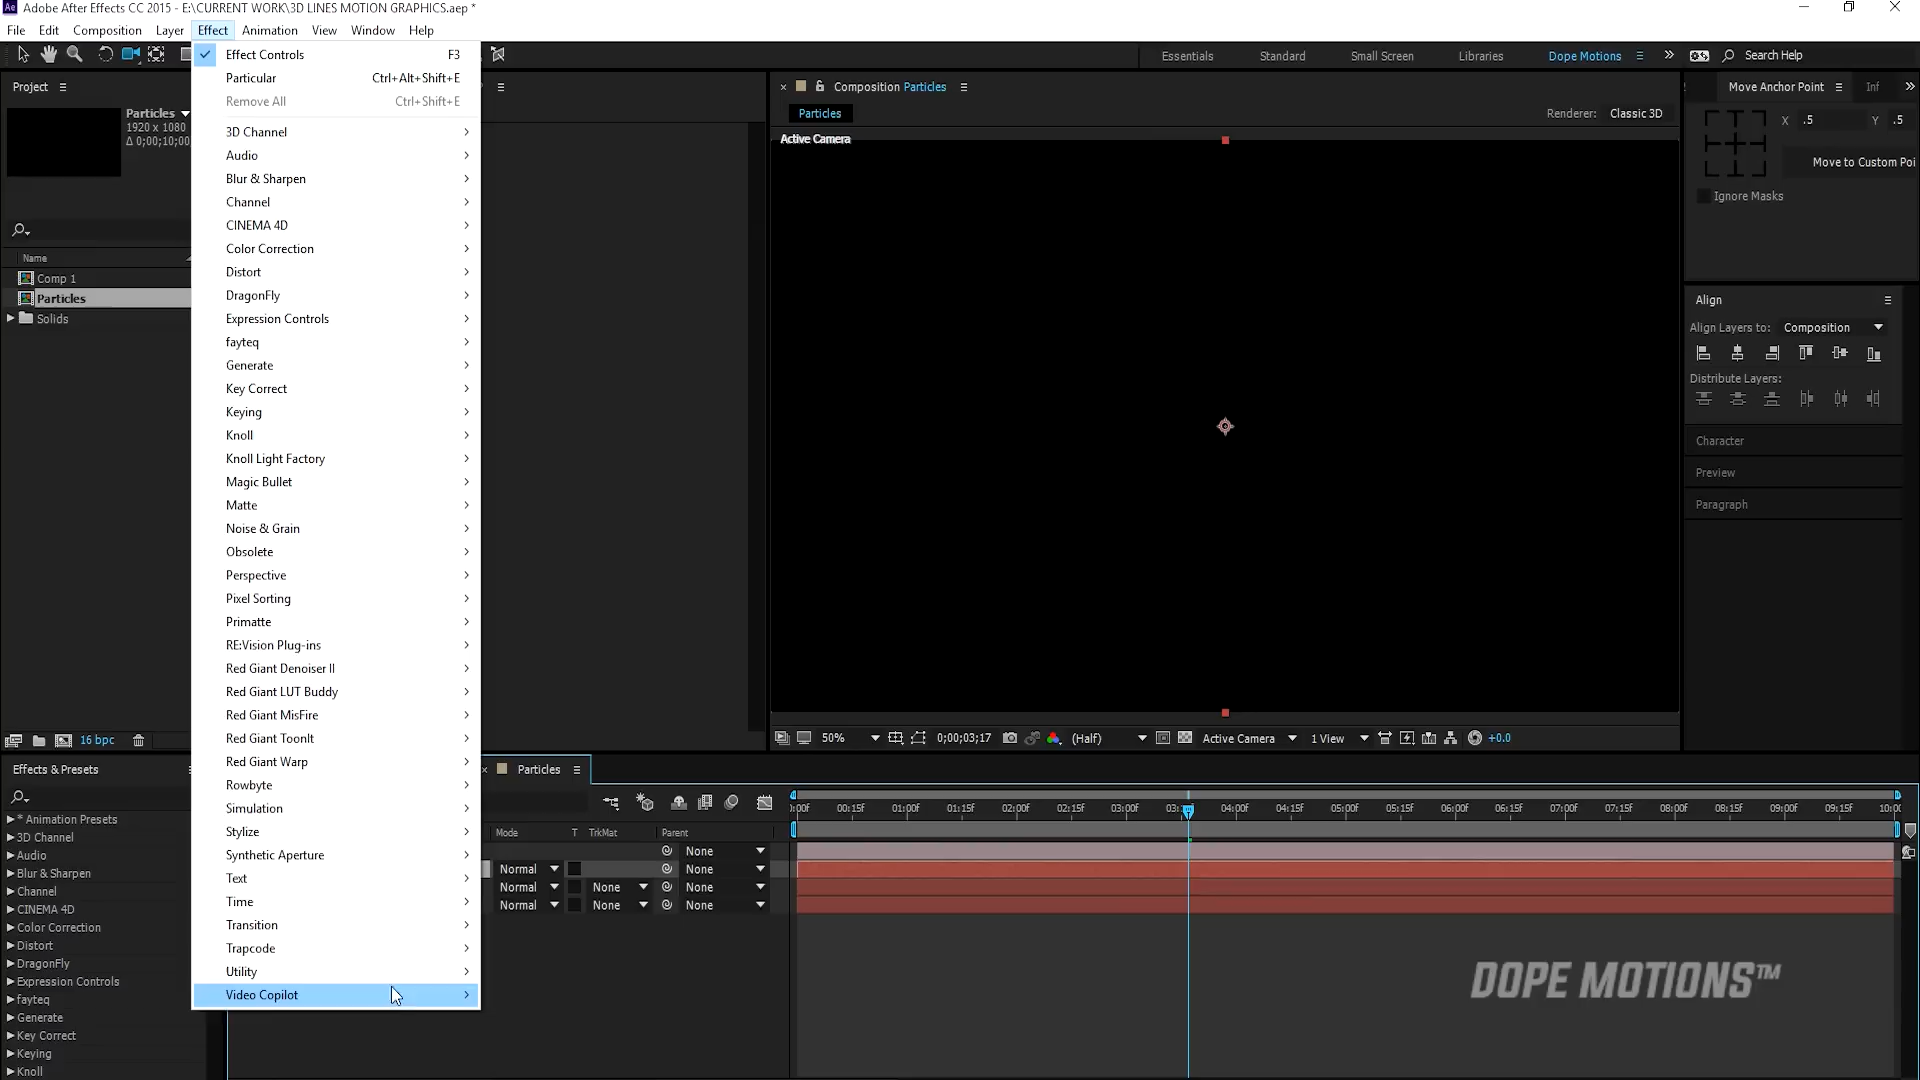 Adobe After Effects CC 2015 - E:\CURRENT WORK\3D LINES MOTION GRAPHICS.aep *
File Edit Composition Layer Effect Animation View Window Help
Essentials Standard Small Screen Libraries Dope Motions Search Help
Project
Particles
1920 x 1080
Δ 0;00;10;00
Name
Comp 1
Particles
Solids
16 bpc
Effect Controls F3
Particular Ctrl+Alt+Shift+E
Remove All Ctrl+Shift+E
3D Channel
Audio
Blur & Sharpen
Channel
CINEMA 4D
Color Correction
Distort
DragonFly
Expression Controls
fayteq
Generate
Key Correct
Keying
Knoll
Knoll Light Factory
Magic Bullet
Matte
Noise & Grain
Obsolete
Perspective
Pixel Sorting
Primatte
RE:Vision Plug-ins
Red Giant Denoiser II
Red Giant LUT Buddy
Red Giant MisFire
Red Giant ToonIt
Red Giant Warp
Rowbyte
Simulation
Stylize
Synthetic Aperture
Text
Time
Transition
Trapcode
Utility
Video Copilot
Composition Particles
Particles
Renderer: Classic 3D
Active Camera
50% 0;00;03;17 (Half) Active Camera 1 View +0.0
Move Anchor Point Inf
X .5 Y .5
Move to Custom Poi
Ignore Masks
Align
Align Layers to: Composition
Distribute Layers:
Character
Preview
Paragraph
Effects & Presets
* Animation Presets
3D Channel
Audio
Blur & Sharpen
Channel
CINEMA 4D
Color Correction
Distort
DragonFly
Expression Controls
fayteq
Generate
Key Correct
Keying
Knoll
Particles
00:15f 01:00f 01:15f 02:00f 02:15f 03:00f 04:00f 04:15f 05:00f 05:15f 06:00f 06:15f 07:00f 07:15f 08:00f 08:15f 09:00f 09:15f
Mode T TrkMat Parent
None
Normal None
Normal None None
Normal None None
DOPE MOTIONS™